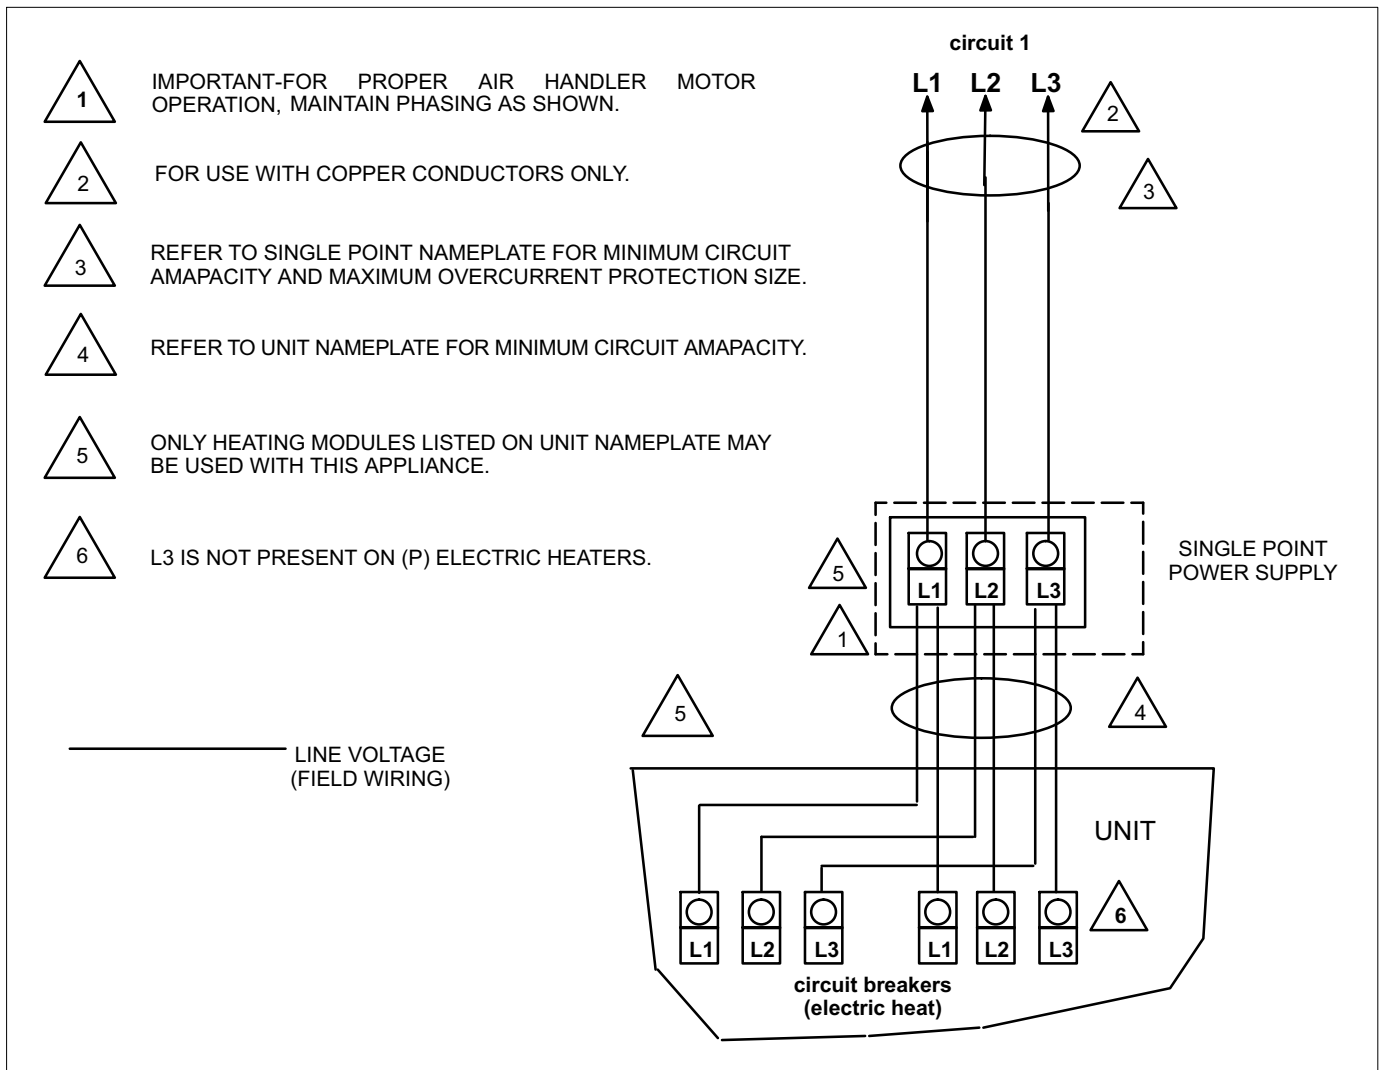 1
IMPORTANT-FOR PROPER AIR HANDLER MOTOR
OPERATION, MAINTAIN PHASING AS SHOWN.
2
FOR USE WITH COPPER CONDUCTORS ONLY.
3
REFER TO SINGLE POINT NAMEPLATE FOR MINIMUM CIRCUIT
AMAPACITY AND MAXIMUM OVERCURRENT PROTECTION SIZE.
4
REFER TO UNIT NAMEPLATE FOR MINIMUM CIRCUIT AMAPACITY.
5
ONLY HEATING MODULES LISTED ON UNIT NAMEPLATE MAY
BE USED WITH THIS APPLIANCE.
6
L3 IS NOT PRESENT ON (P) ELECTRIC HEATERS.
LINE VOLTAGE
(FIELD WIRING)
circuit 1
L1 L2 L3
2
3
5
L1 L2 L3
1
SINGLE POINT
POWER SUPPLY
5
4
UNIT
6
L1 L2 L3 L1 L2 L3
circuit breakers
(electric heat)